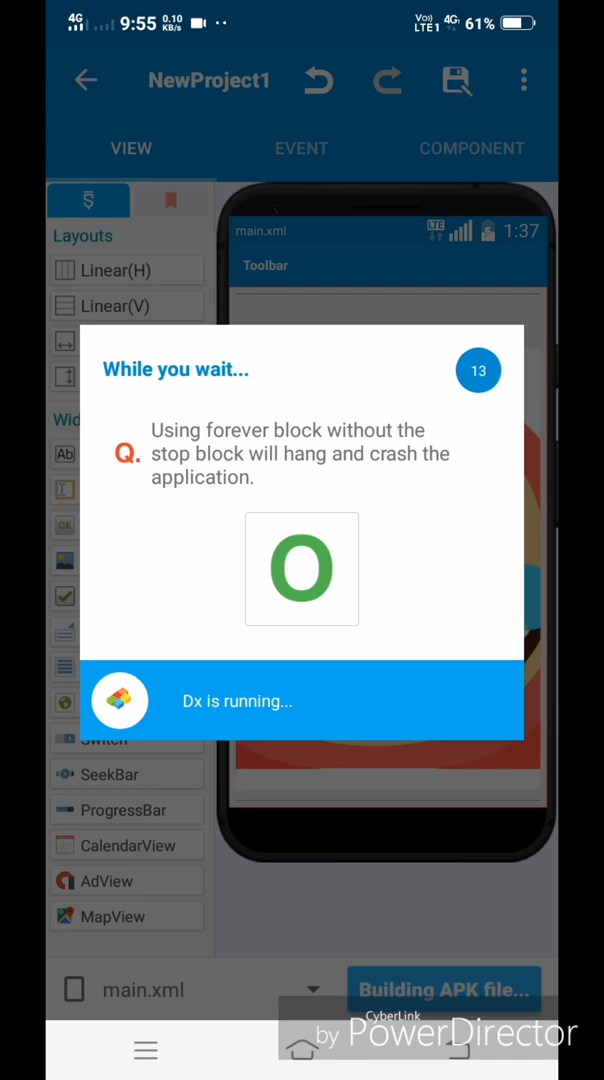 4G 9:55 0.10 KB/s Vo)) LTE1 4G 61%
NewProject1
VIEW EVENT COMPONENT
Layouts
Linear(H)
Linear(V)
Wid
Ab
OK
Switch
SeekBar
ProgressBar
CalendarView
AdView
MapView
main.xml LTE 1:37
Toolbar
While you wait... 13
Q. Using forever block without the
stop block will hang and crash the
application.
O
Dx is running...
main.xml Building APK file...
CyberLink
by PowerDirector